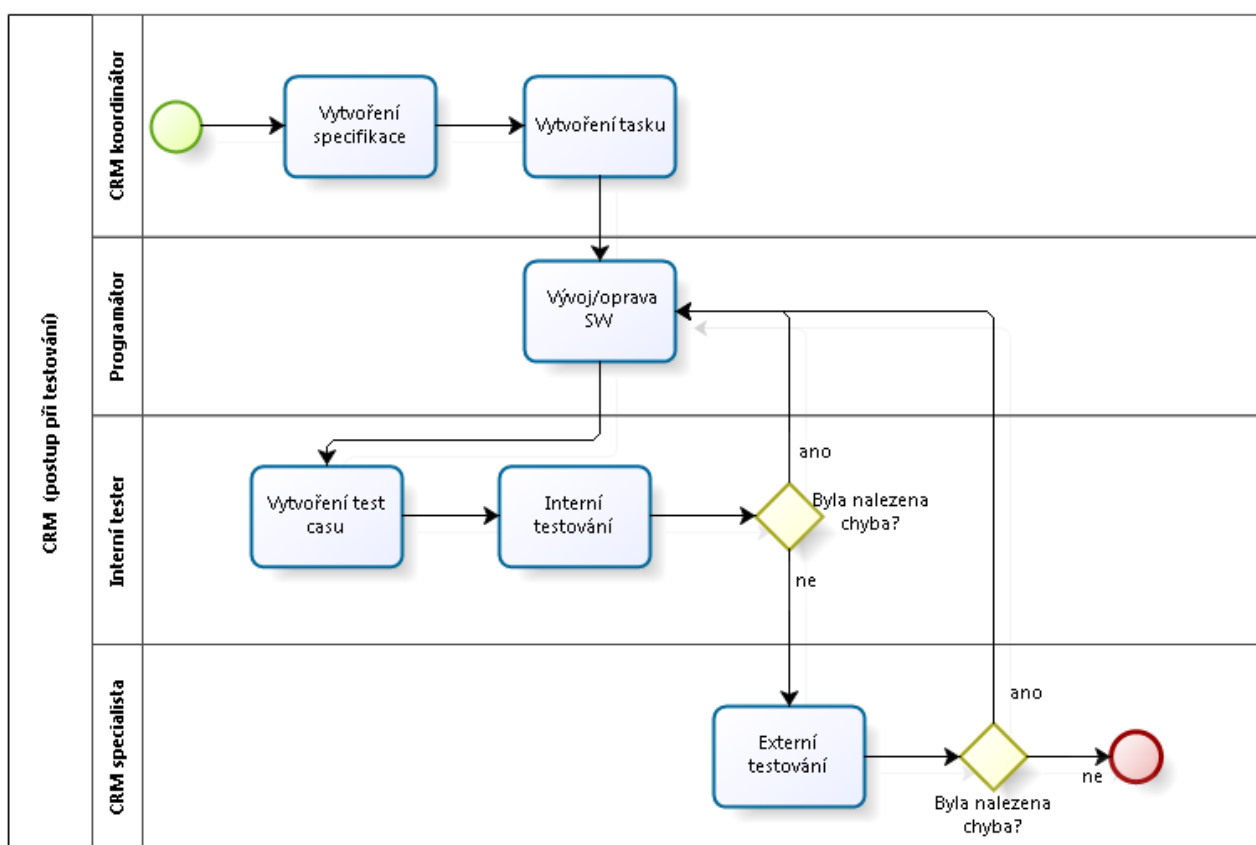 CRM (postup při testování)
CRM koordinátor
Vytvoření
specifikace
Vytvoření tasku
Programátor
Vývoj/oprava
SW
Interní tester
Vytvoření test
casu
Interní
testování
ano
Byla nalezena
chyba?
ne
CRM specialista
Externí
testování
ano
ne
Byla nalezena
chyba?